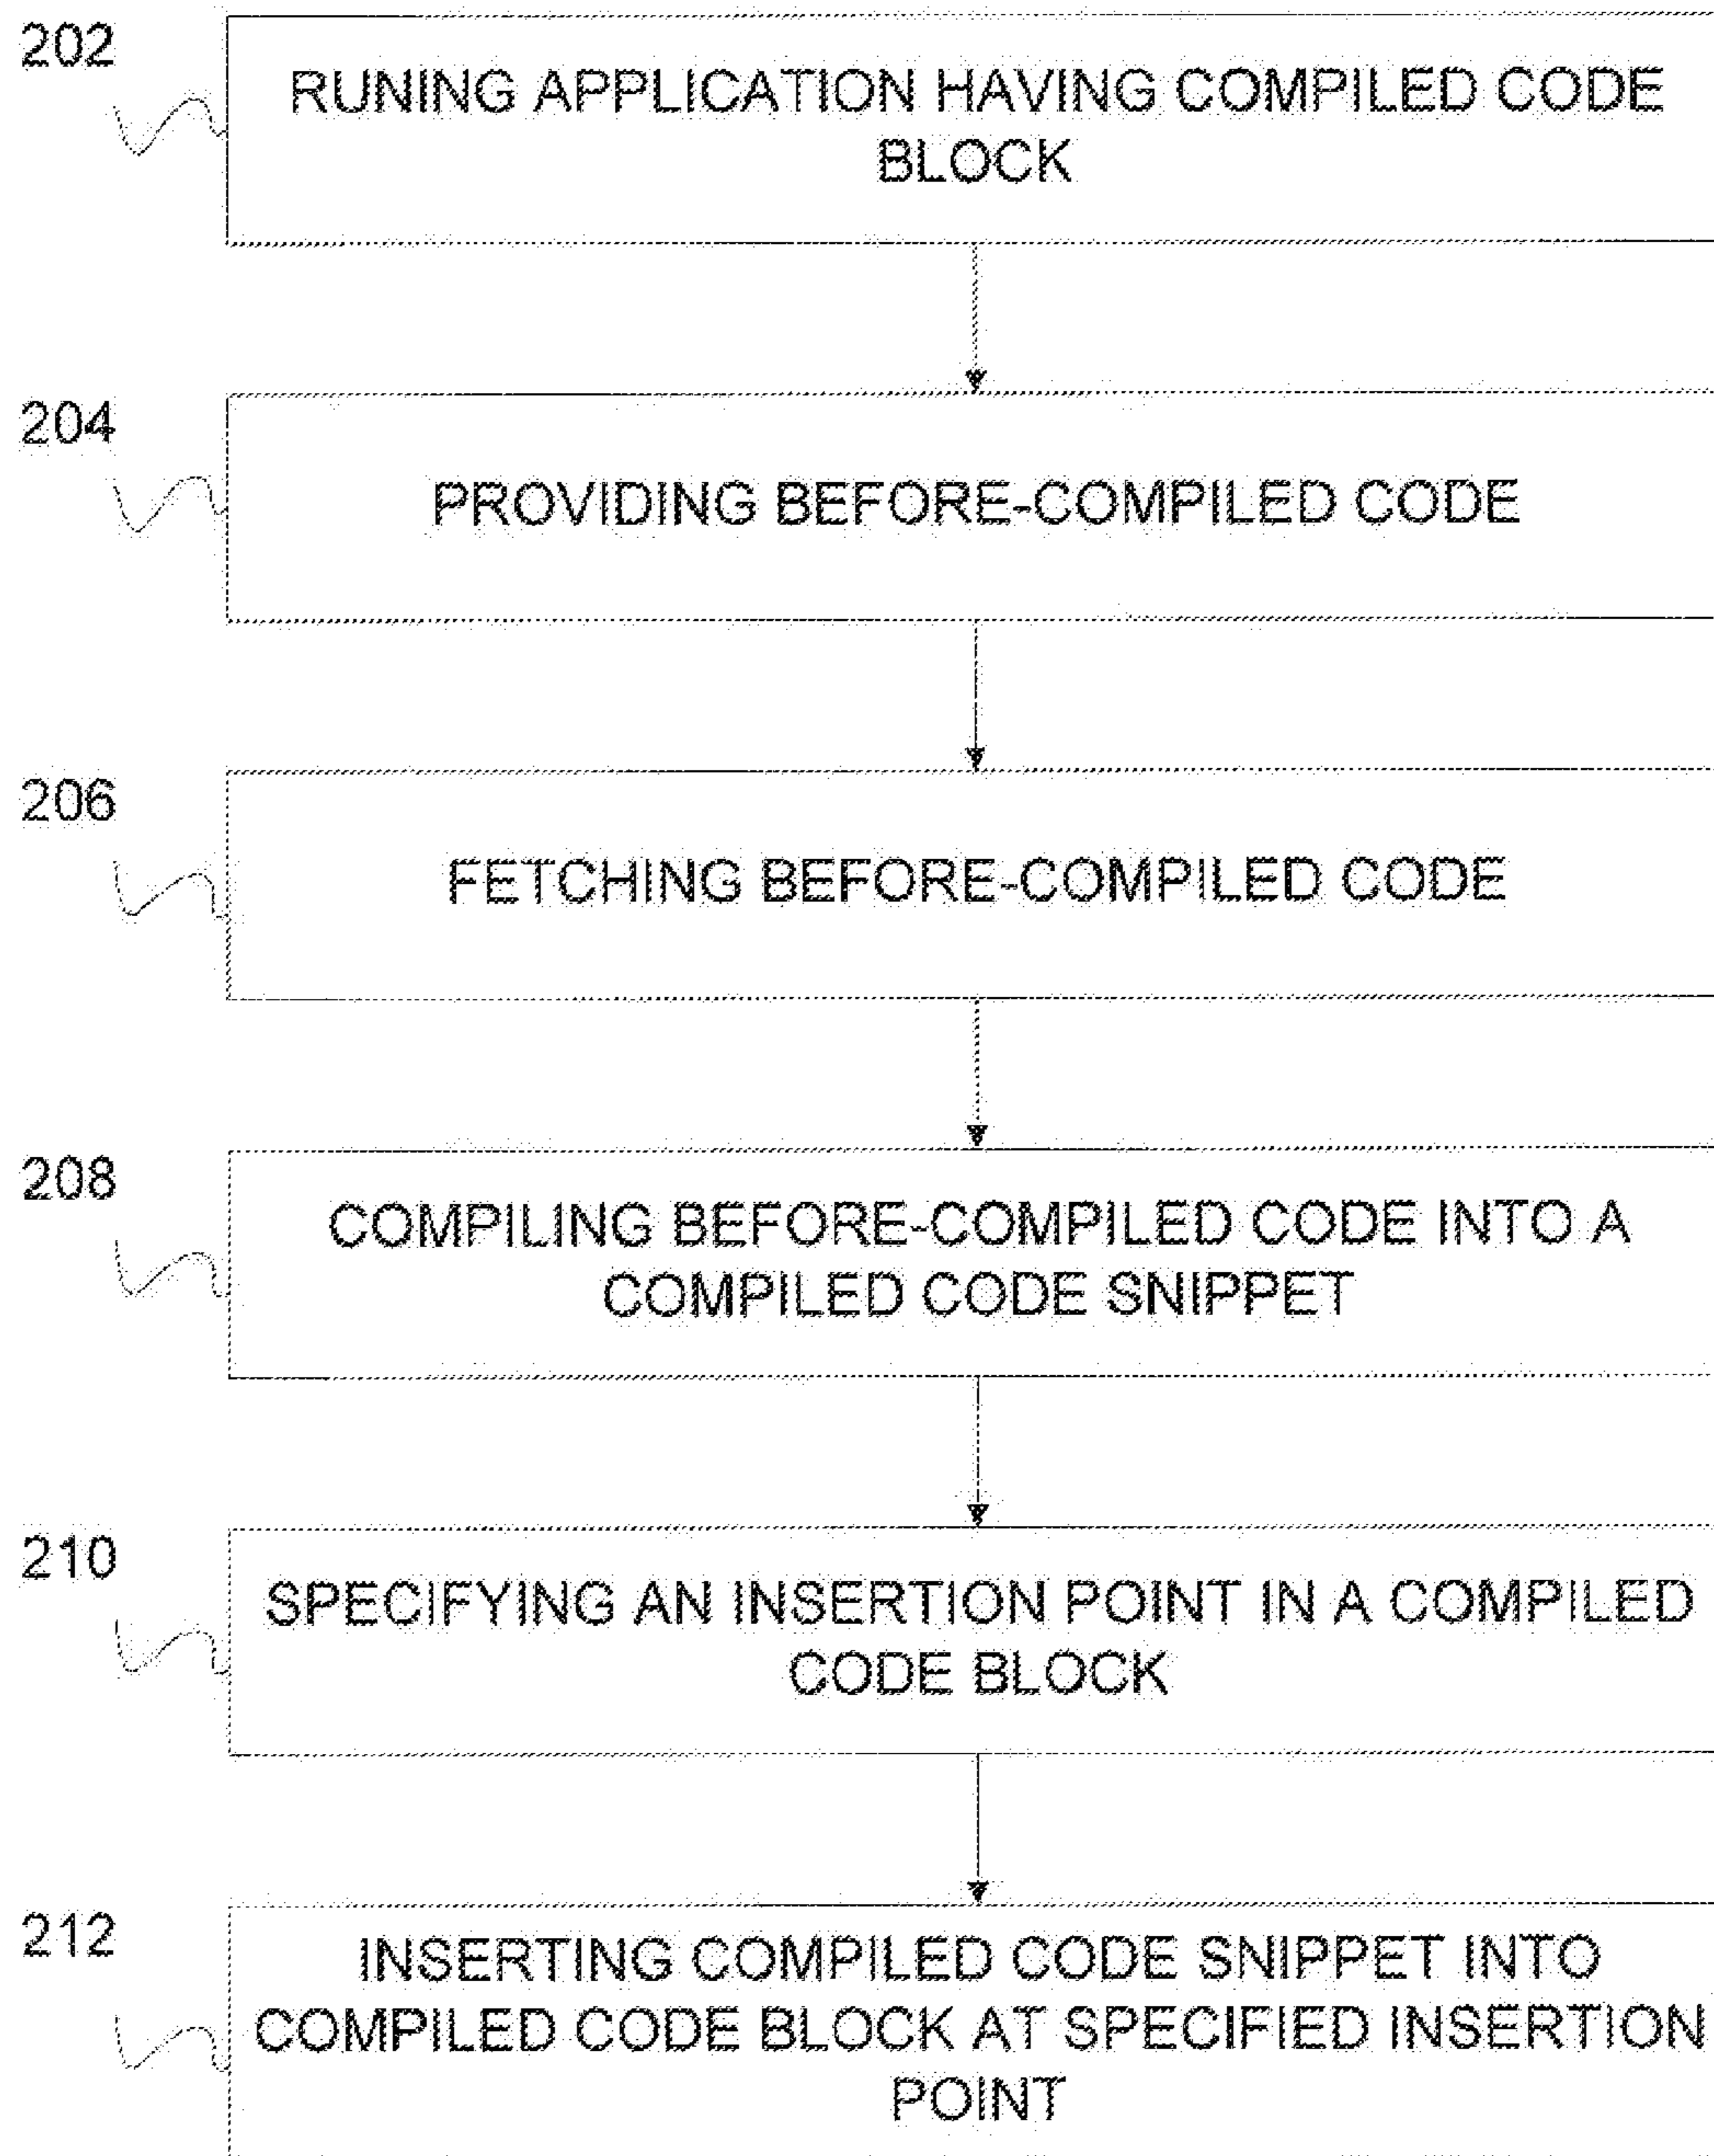 202
RUNING APPLICATION HAVING COMPILED CODE
BLOCK
204
PROVIDING BEFORE-COMPILED CODE
206
FETCHING BEFORE-COMPILED CODE
208
COMPILING BEFORE-COMPILED CODE INTO A
COMPILED CODE SNIPPET
210
SPECIFYING AN INSERTION POINT IN A COMPILED
CODE BLOCK
212
INSERTING COMPILED CODE SNIPPET INTO
COMPILED CODE BLOCK AT SPECIFIED INSERTION
POINT